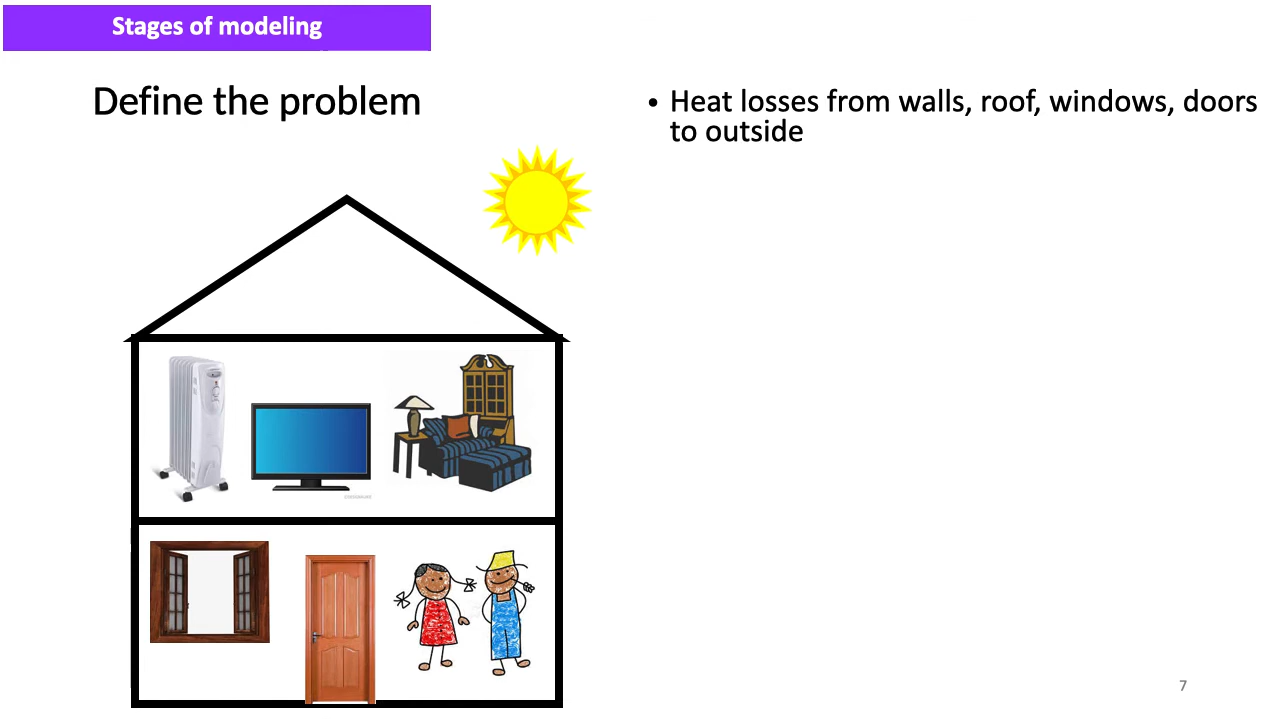 Stages of modeling
Define the problem
• Heat losses from walls, roof, windows, doors
to outside
7